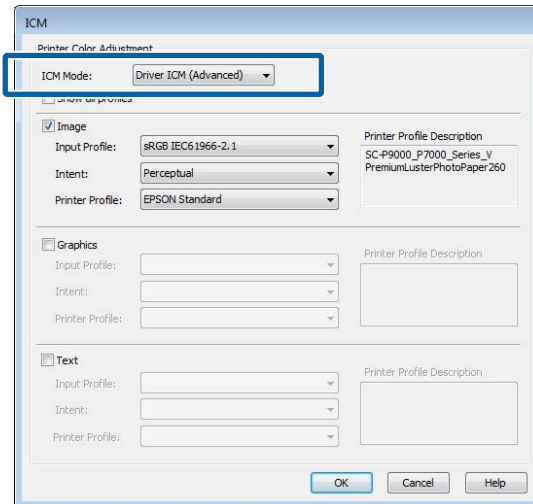 ICM
Printer Color Adjustment
ICM Mode: Driver ICM (Advanced)
Show all profiles
Image
Input Profile: sRGB IEC61966-2.1
Intent: Perceptual
Printer Profile: EPSON Standard
Printer Profile Description
SC-P9000_P7000_Series_V
PremiumLusterPhotoPaper260
Graphics
Input Profile:
Intent:
Printer Profile:
Printer Profile Description
Text
Input Profile:
Intent:
Printer Profile:
Printer Profile Description
OK Cancel Help